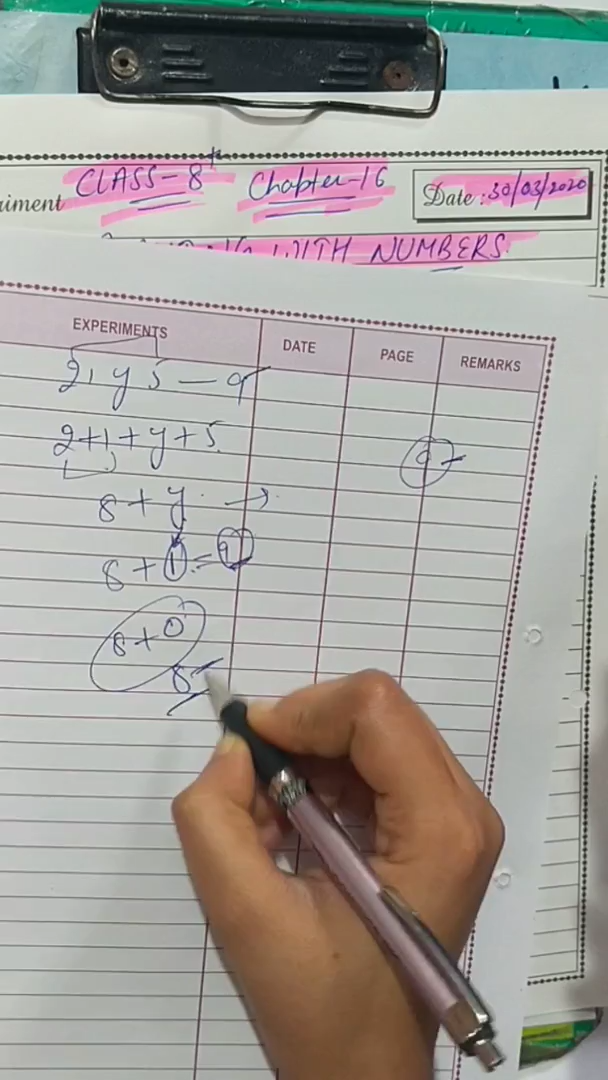 CLASS-8th Chapter-16
Date : 30/03/2020
WITH NUMBERS.
EXPERIMENTS DATE PAGE REMARKS
2 1 y 5 — 9
2+1+y+5
9
8 + y →
8 + 1 = 9
8 + 0
8